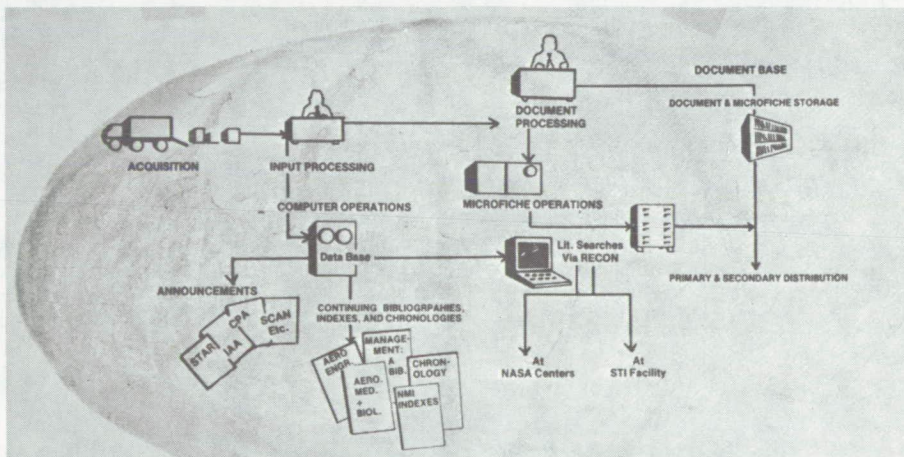 DOCUMENT BASE
DOCUMENT & MICROFICHE STORAGE
DOCUMENT
PROCESSING
ACQUISITION
INPUT PROCESSING
COMPUTER OPERATIONS
MICROFICHE OPERATIONS
Data Base
Lit. Searches
Via RECON
PRIMARY & SECONDARY DISTRIBUTION
ANNOUNCEMENTS
STAR
IAA
CPA
SCAN
Etc.
CONTINUING BIBLIOGRPAHIES,
INDEXES, AND CHRONOLOGIES
AERO
ENGR.
AERO.
MED.
+
BIOL.
MANAGE-
MENT:
A
BIB.
NMI
INDEXES
CHRON-
OLOGY
At
NASA Centers
At
STI Facility